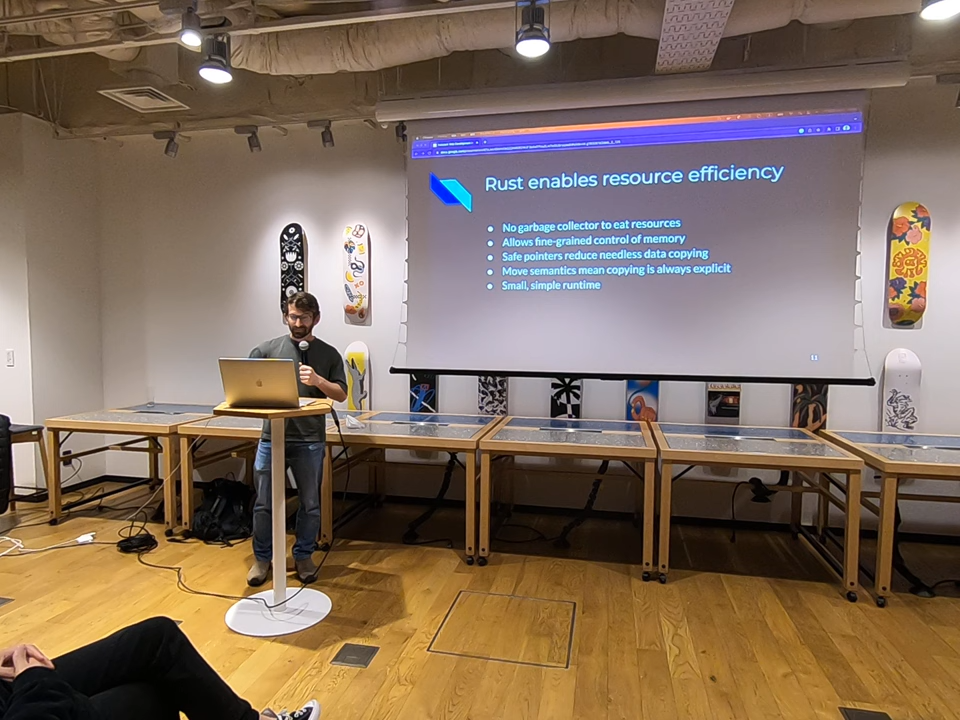 Rust enables resource efficiency
No garbage collector to eat resources
Allows fine-grained control of memory
Safe pointers reduce needless data copying
Move semantics mean copying is always explicit
Small, simple runtime
11